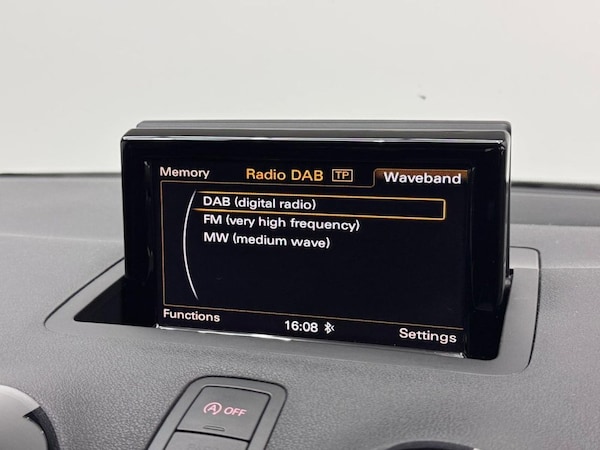 Memory Radio DAB TP Waveband
DAB (digital radio)
FM (very high frequency)
MW (medium wave)
Functions 16:08 Settings
A OFF